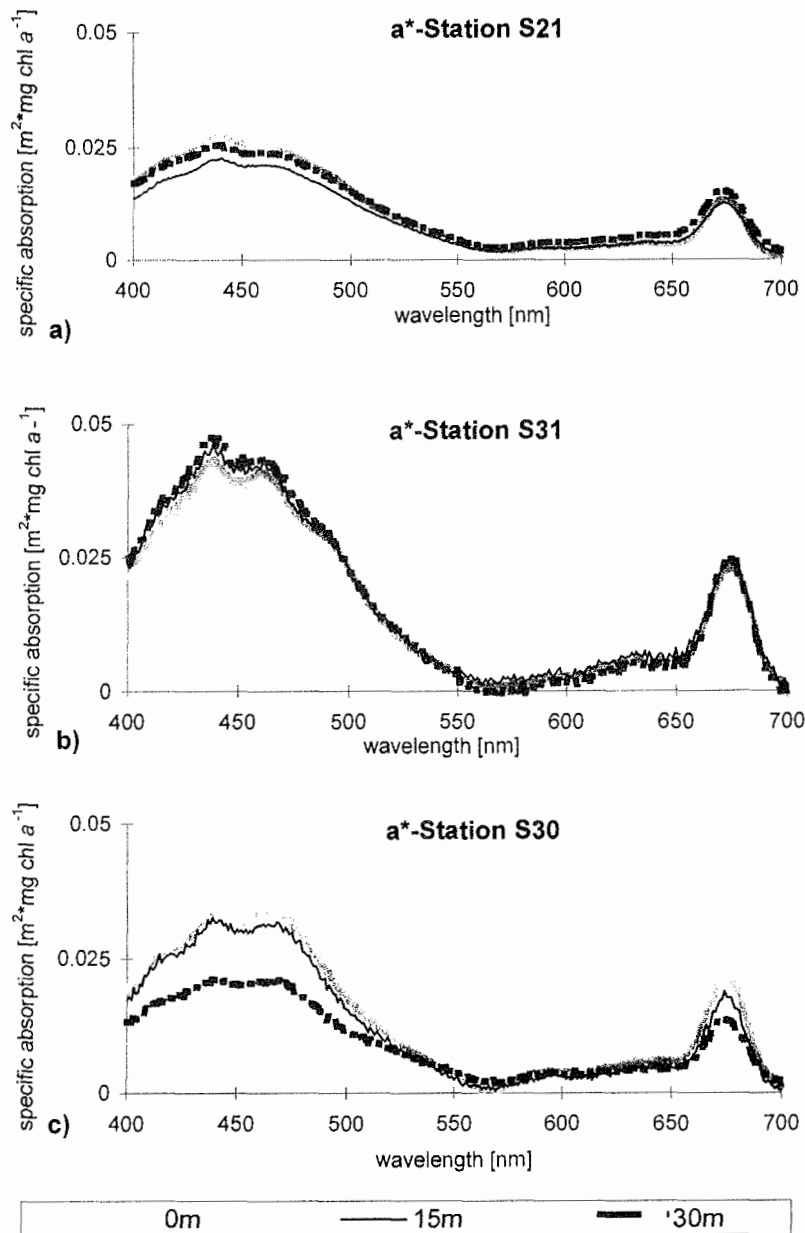 a*-Station S21
specific absorption [m²*mg chl a⁻¹]
0.05
0.025
0
400 450 500 550 600 650 700
wavelength [nm]
a)
a*-Station S31
specific absorption [m²*mg chl a⁻¹]
0.05
0.025
0
400 450 500 550 600 650 700
wavelength [nm]
b)
a*-Station S30
specific absorption [m²*mg chl a⁻¹]
0.05
0.025
0
400 450 500 550 600 650 700
wavelength [nm]
c)
0m 15m 30m